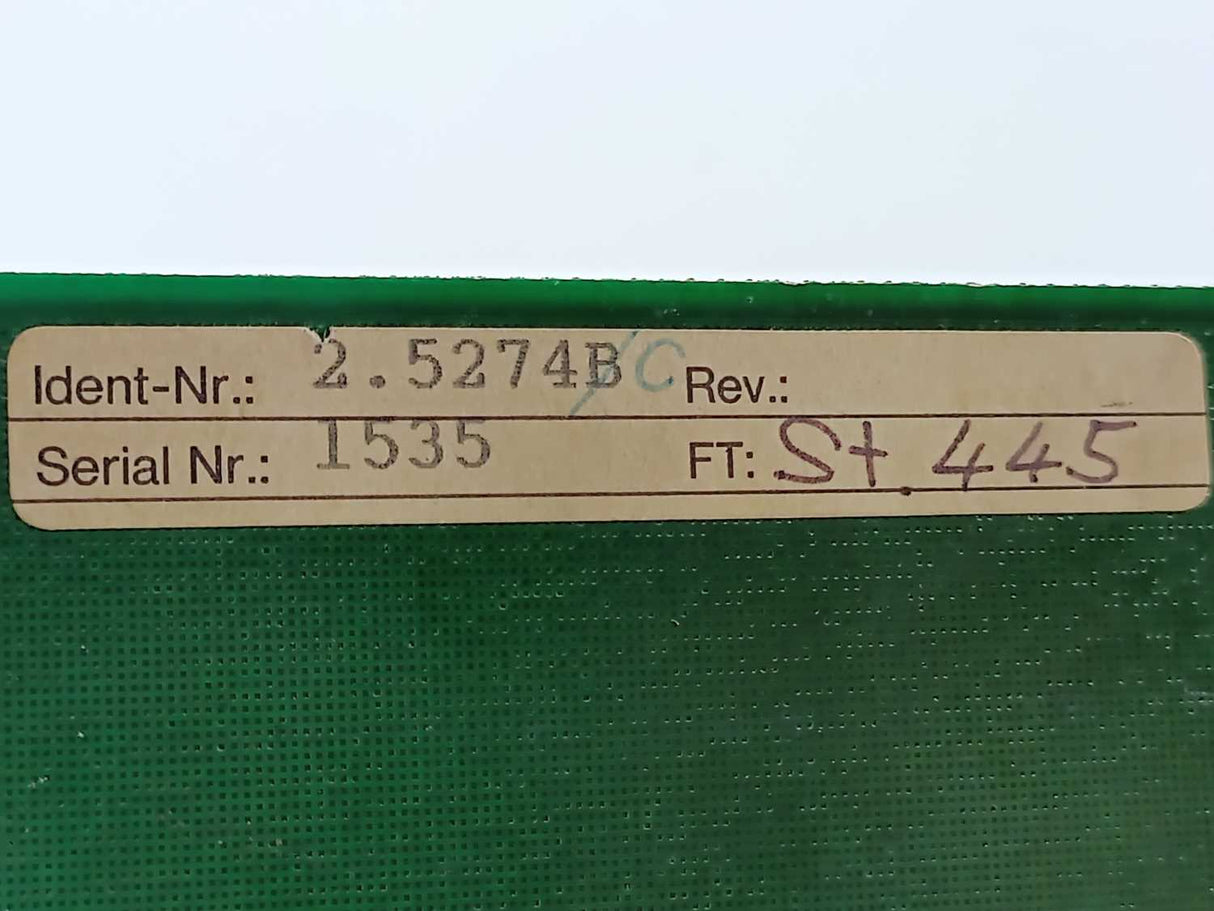 Ident-Nr.: 2.5274B/C Rev.:
Serial Nr.: 1535 FT: St. 445